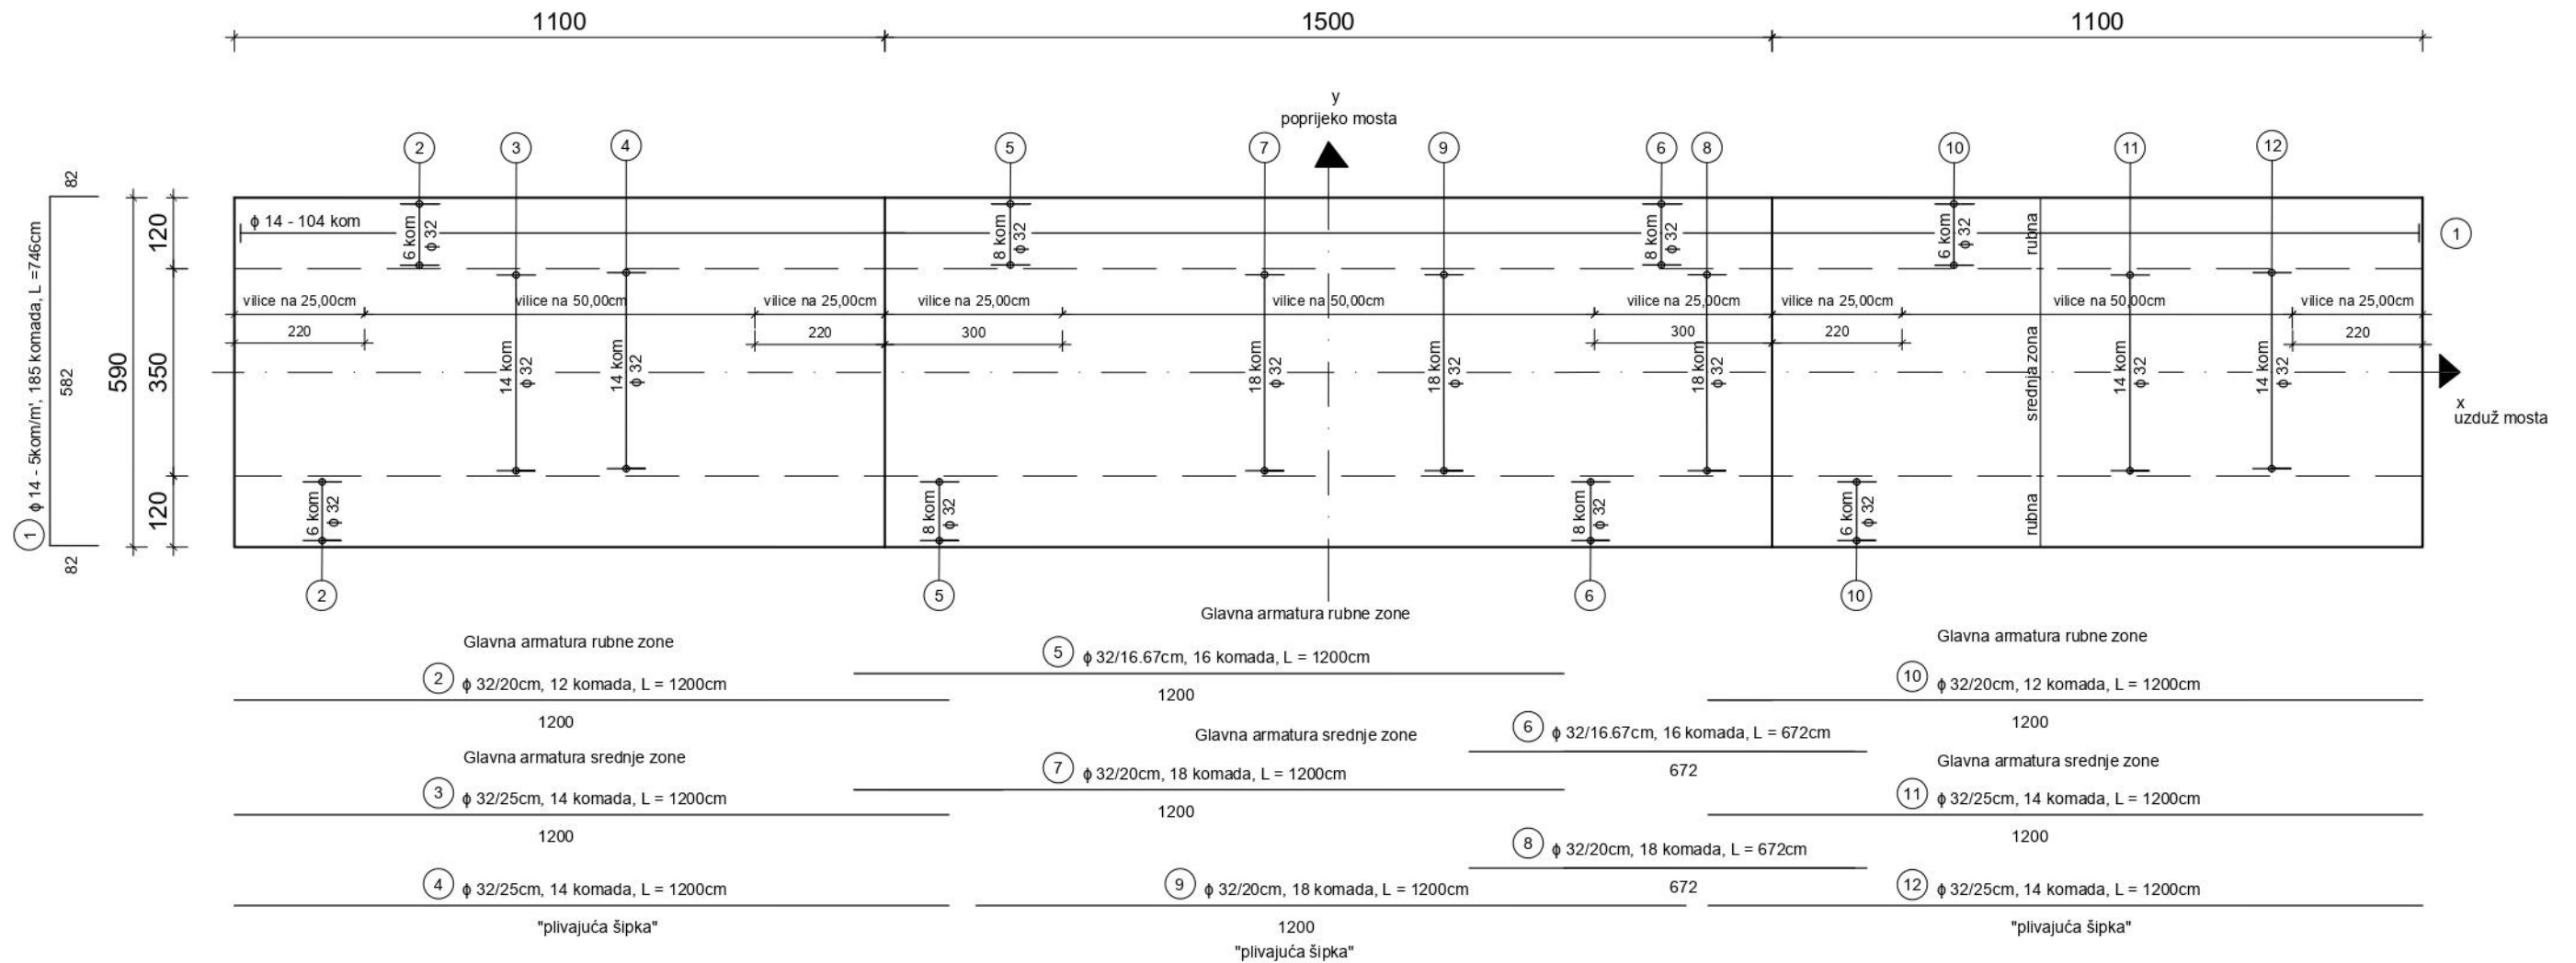 1100
1500
1100
y
poprijeko mosta
2
3
4
5
7
9
6
8
10
11
12
82
120
ϕ 14 - 104 kom
6 kom
ϕ 32
8 kom
ϕ 32
8 kom
ϕ 32
6 kom
ϕ 32
rubna
1
vilice na 25,00cm
vilice na 50,00cm
vilice na 25,00cm
vilice na 25,00cm
vilice na 50,00cm
vilice na 25,00cm
vilice na 25,00cm
vilice na 50,00cm
vilice na 25,00cm
220
220
300
300
220
220
1
ϕ 14 - 5kom/m', 185 komada, L =746cm
582
590
350
14 kom
ϕ 32
14 kom
ϕ 32
18 kom
ϕ 32
18 kom
ϕ 32
18 kom
ϕ 32
srednja zona
14 kom
ϕ 32
14 kom
ϕ 32
x
uzduž mosta
120
82
6 kom
ϕ 32
8 kom
ϕ 32
8 kom
ϕ 32
6 kom
ϕ 32
rubna
2
5
6
10
Glavna armatura rubne zone
2 ϕ 32/20cm, 12 komada, L = 1200cm
1200
Glavna armatura srednje zone
3 ϕ 32/25cm, 14 komada, L = 1200cm
1200
4 ϕ 32/25cm, 14 komada, L = 1200cm
"plivajuća šipka"
Glavna armatura rubne zone
5 ϕ 32/16.67cm, 16 komada, L = 1200cm
1200
6 ϕ 32/16.67cm, 16 komada, L = 672cm
672
Glavna armatura srednje zone
7 ϕ 32/20cm, 18 komada, L = 1200cm
1200
8 ϕ 32/20cm, 18 komada, L = 672cm
672
9 ϕ 32/20cm, 18 komada, L = 1200cm
1200
"plivajuća šipka"
Glavna armatura rubne zone
10 ϕ 32/20cm, 12 komada, L = 1200cm
1200
Glavna armatura srednje zone
11 ϕ 32/25cm, 14 komada, L = 1200cm
1200
12 ϕ 32/25cm, 14 komada, L = 1200cm
"plivajuća šipka"